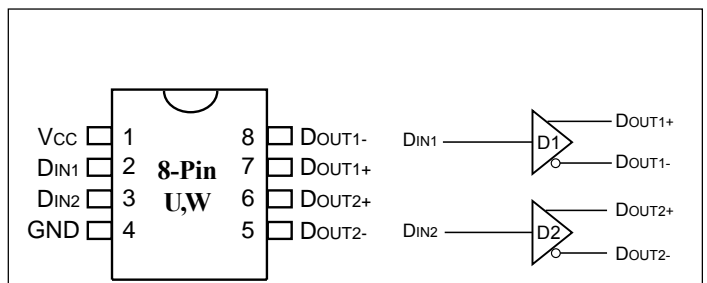 VCC 1 8 DOUT1-
DIN1 2 7 DOUT1+
DIN2 3 6 DOUT2+
GND 4 5 DOUT2-
8-Pin
U,W
DIN1 D1 DOUT1+
DOUT1-
DIN2 D2 DOUT2+
DOUT2-